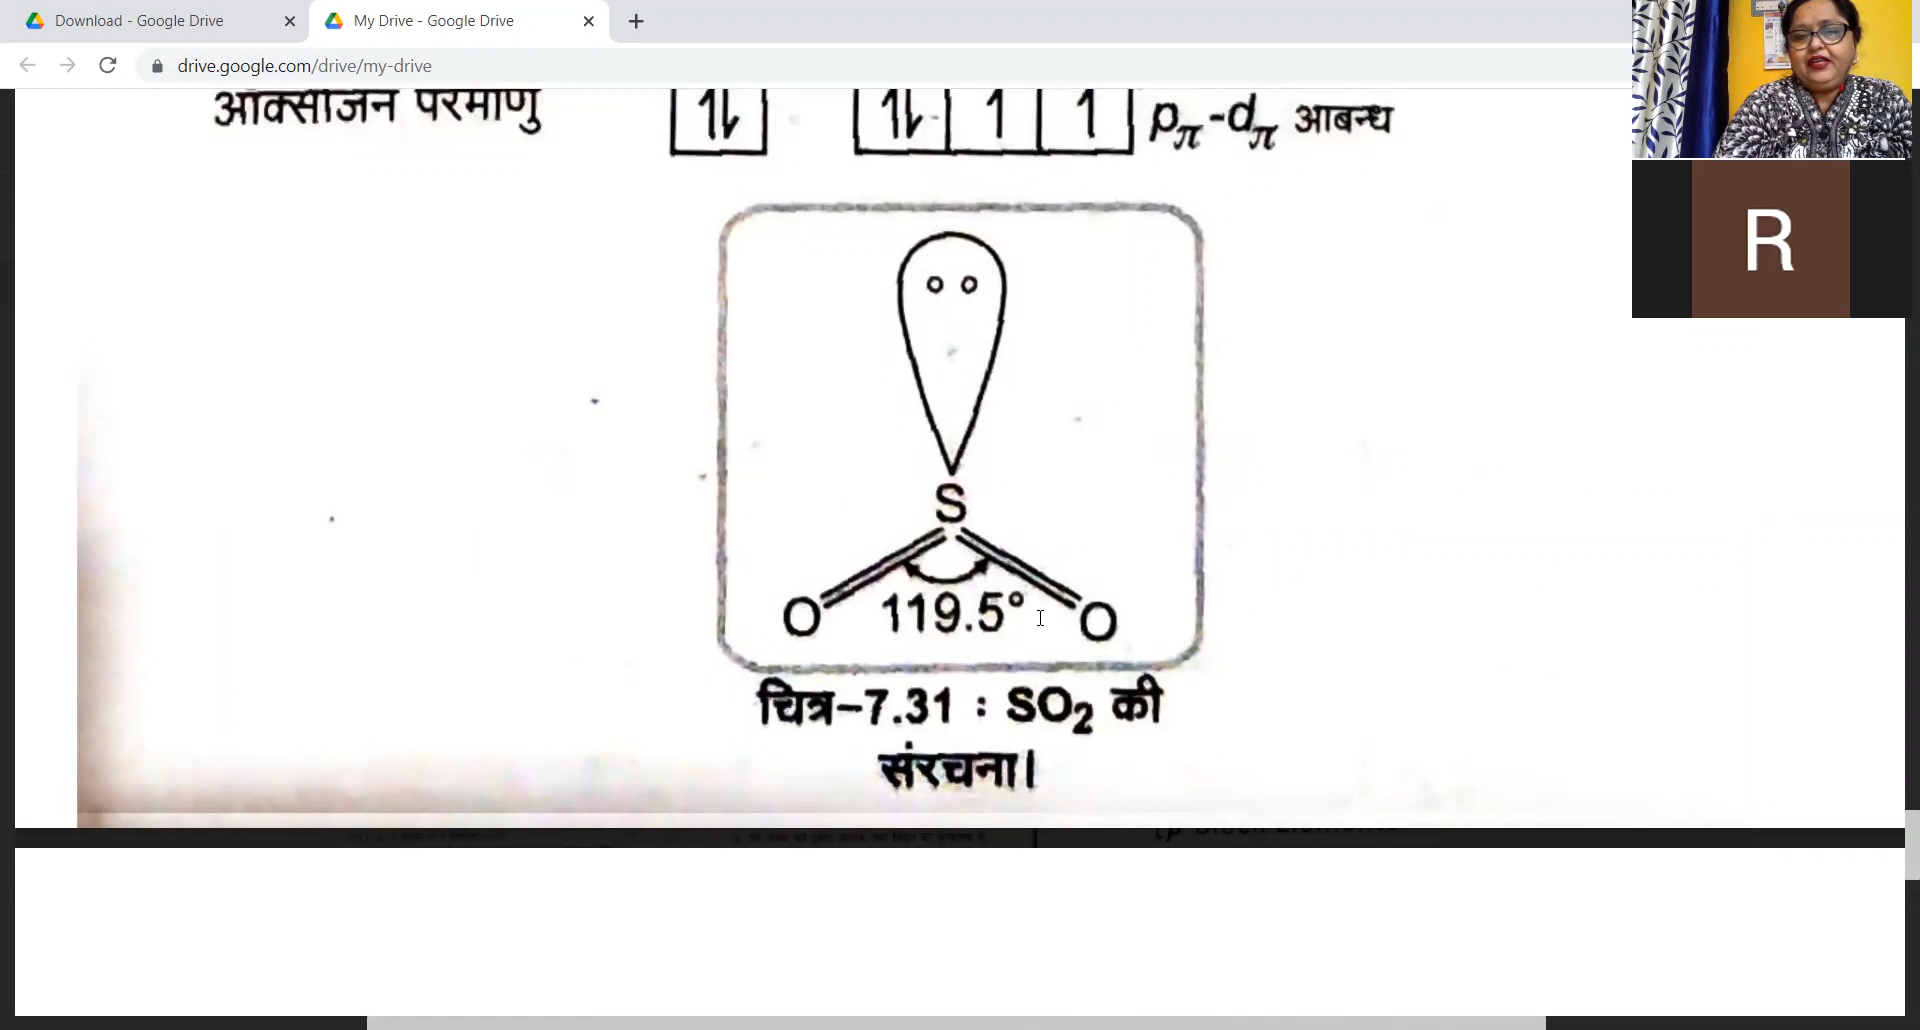 Download - Google Drive
My Drive - Google Drive
drive.google.com/drive/my-drive
आक्सीजन परमाणु 1⇂ 1⇂ 1 1 pπ-dπ आबन्ध
R
S
O 119.5° O
चित्र-7.31 : SO₂ की
संरचना।